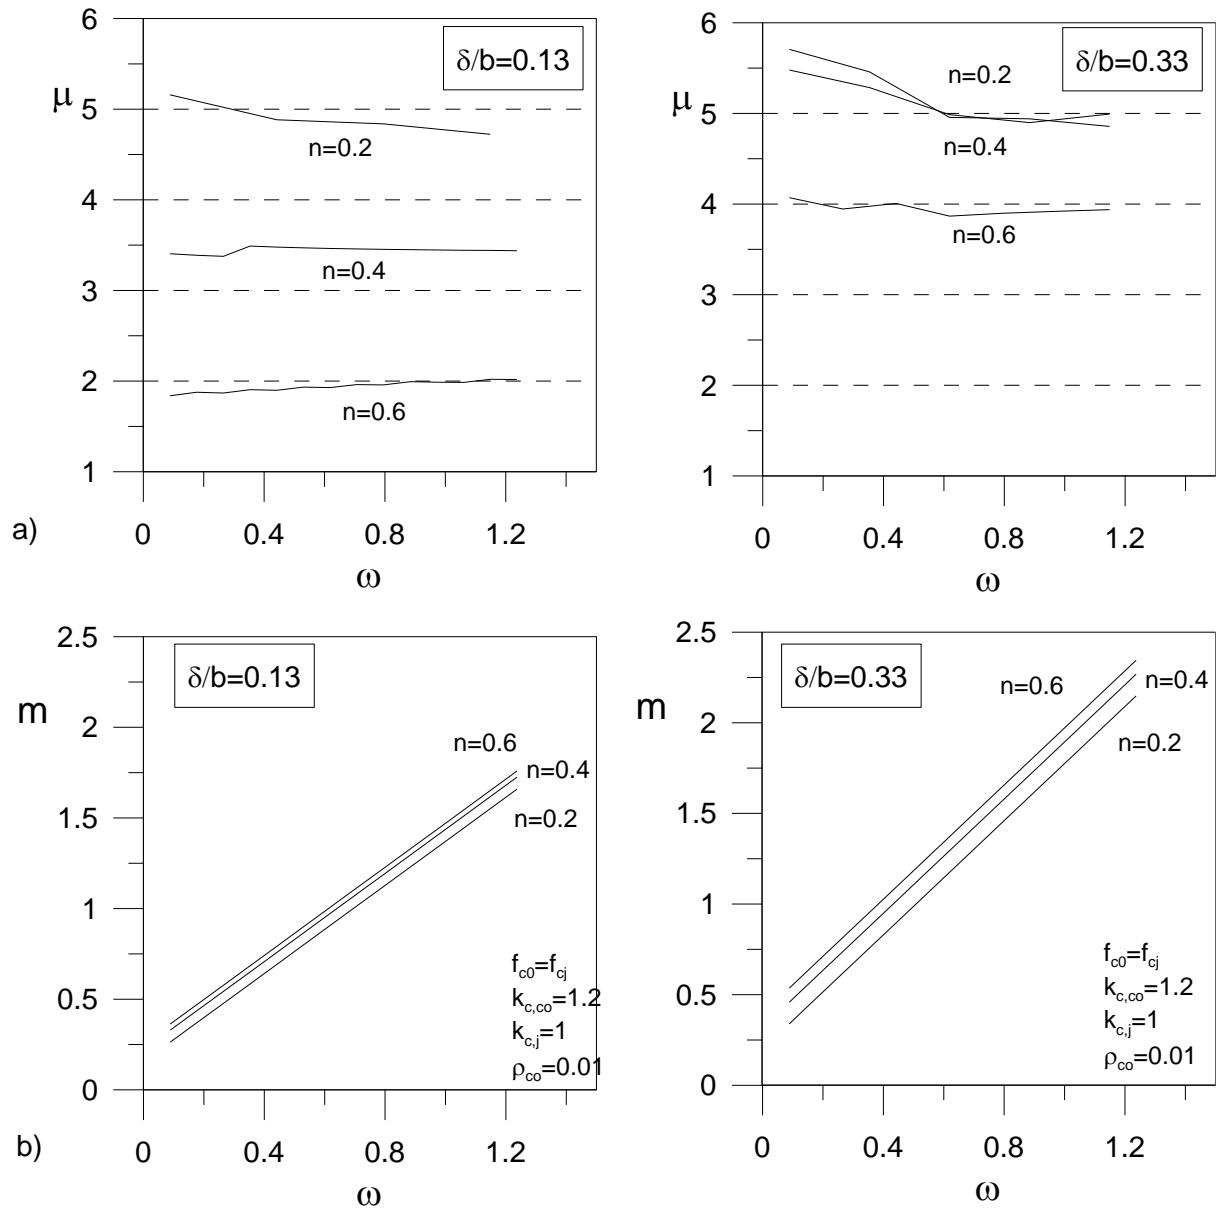 6
5
4
3
2
1
μ
δ/b=0.13
n=0.2
n=0.4
n=0.6
0
0.4
0.8
1.2
ω
a)
6
5
4
3
2
1
μ
δ/b=0.33
n=0.2
n=0.4
n=0.6
0
0.4
0.8
1.2
ω
2.5
2
1.5
1
0.5
0
m
δ/b=0.13
n=0.6
n=0.4
n=0.2
f_c0=f_cj
k_c,co=1.2
k_c,j=1
ρ_co=0.01
0
0.4
0.8
1.2
ω
b)
2.5
2
1.5
1
0.5
0
m
δ/b=0.33
n=0.6
n=0.4
n=0.2
f_c0=f_cj
k_c,co=1.2
k_c,j=1
ρ_co=0.01
0
0.4
0.8
1.2
ω